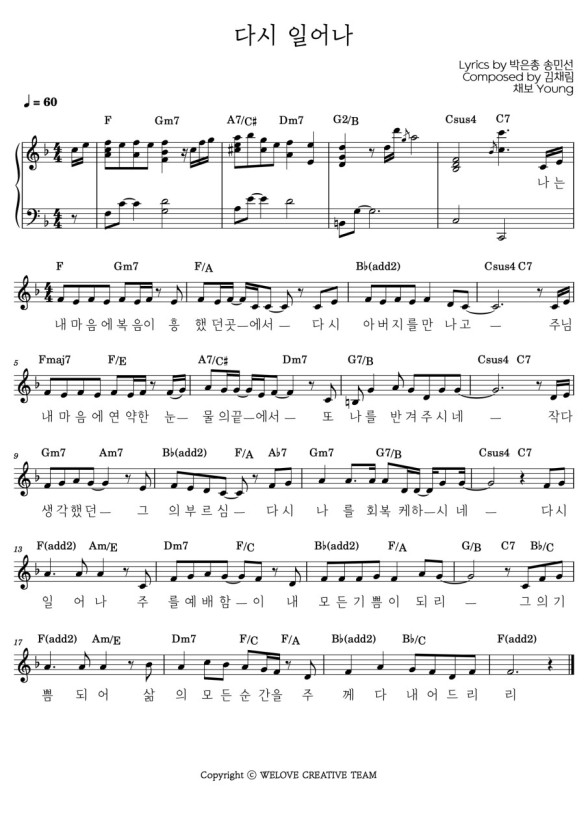 다시 일어나
Lyrics by 박은총 송민선
Composed by 김채림
채보 Young
♩ = 60
F Gm7 A7/C# Dm7 G2/B Csus4 C7
나는
F Gm7 F/A B♭(add2) Csus4 C7
내 마음 에 복음이 흥 했 던곳—에서— 다시 아버지를만 나고— 주님
5 Fmaj7 F/E A7/C# Dm7 G7/B Csus4 C7
내 마음 에 연 약한 눈— 물 의끝—에서— 또 나를 반겨주시네— 작다
9 Gm7 Am7 B♭(add2) F/A A♭7 Gm7 G7/B Csus4 C7
생각했던— 그 의부르심— 다시 나 를 회복 케하—시네— 다시
13 F(add2) Am/E Dm7 F/C B♭(add2) F/A G/B C7 B♭/C
일 어나 주 를예배함—이 내 모든기쁨이 되리— 그의기
17 F(add2) Am/E Dm7 F/C F/A B♭(add2) B♭/C F(add2)
쁨 되어 삶 의 모든순간을 주 께 다 내어드리 리
Copyright © WELOVE CREATIVE TEAM